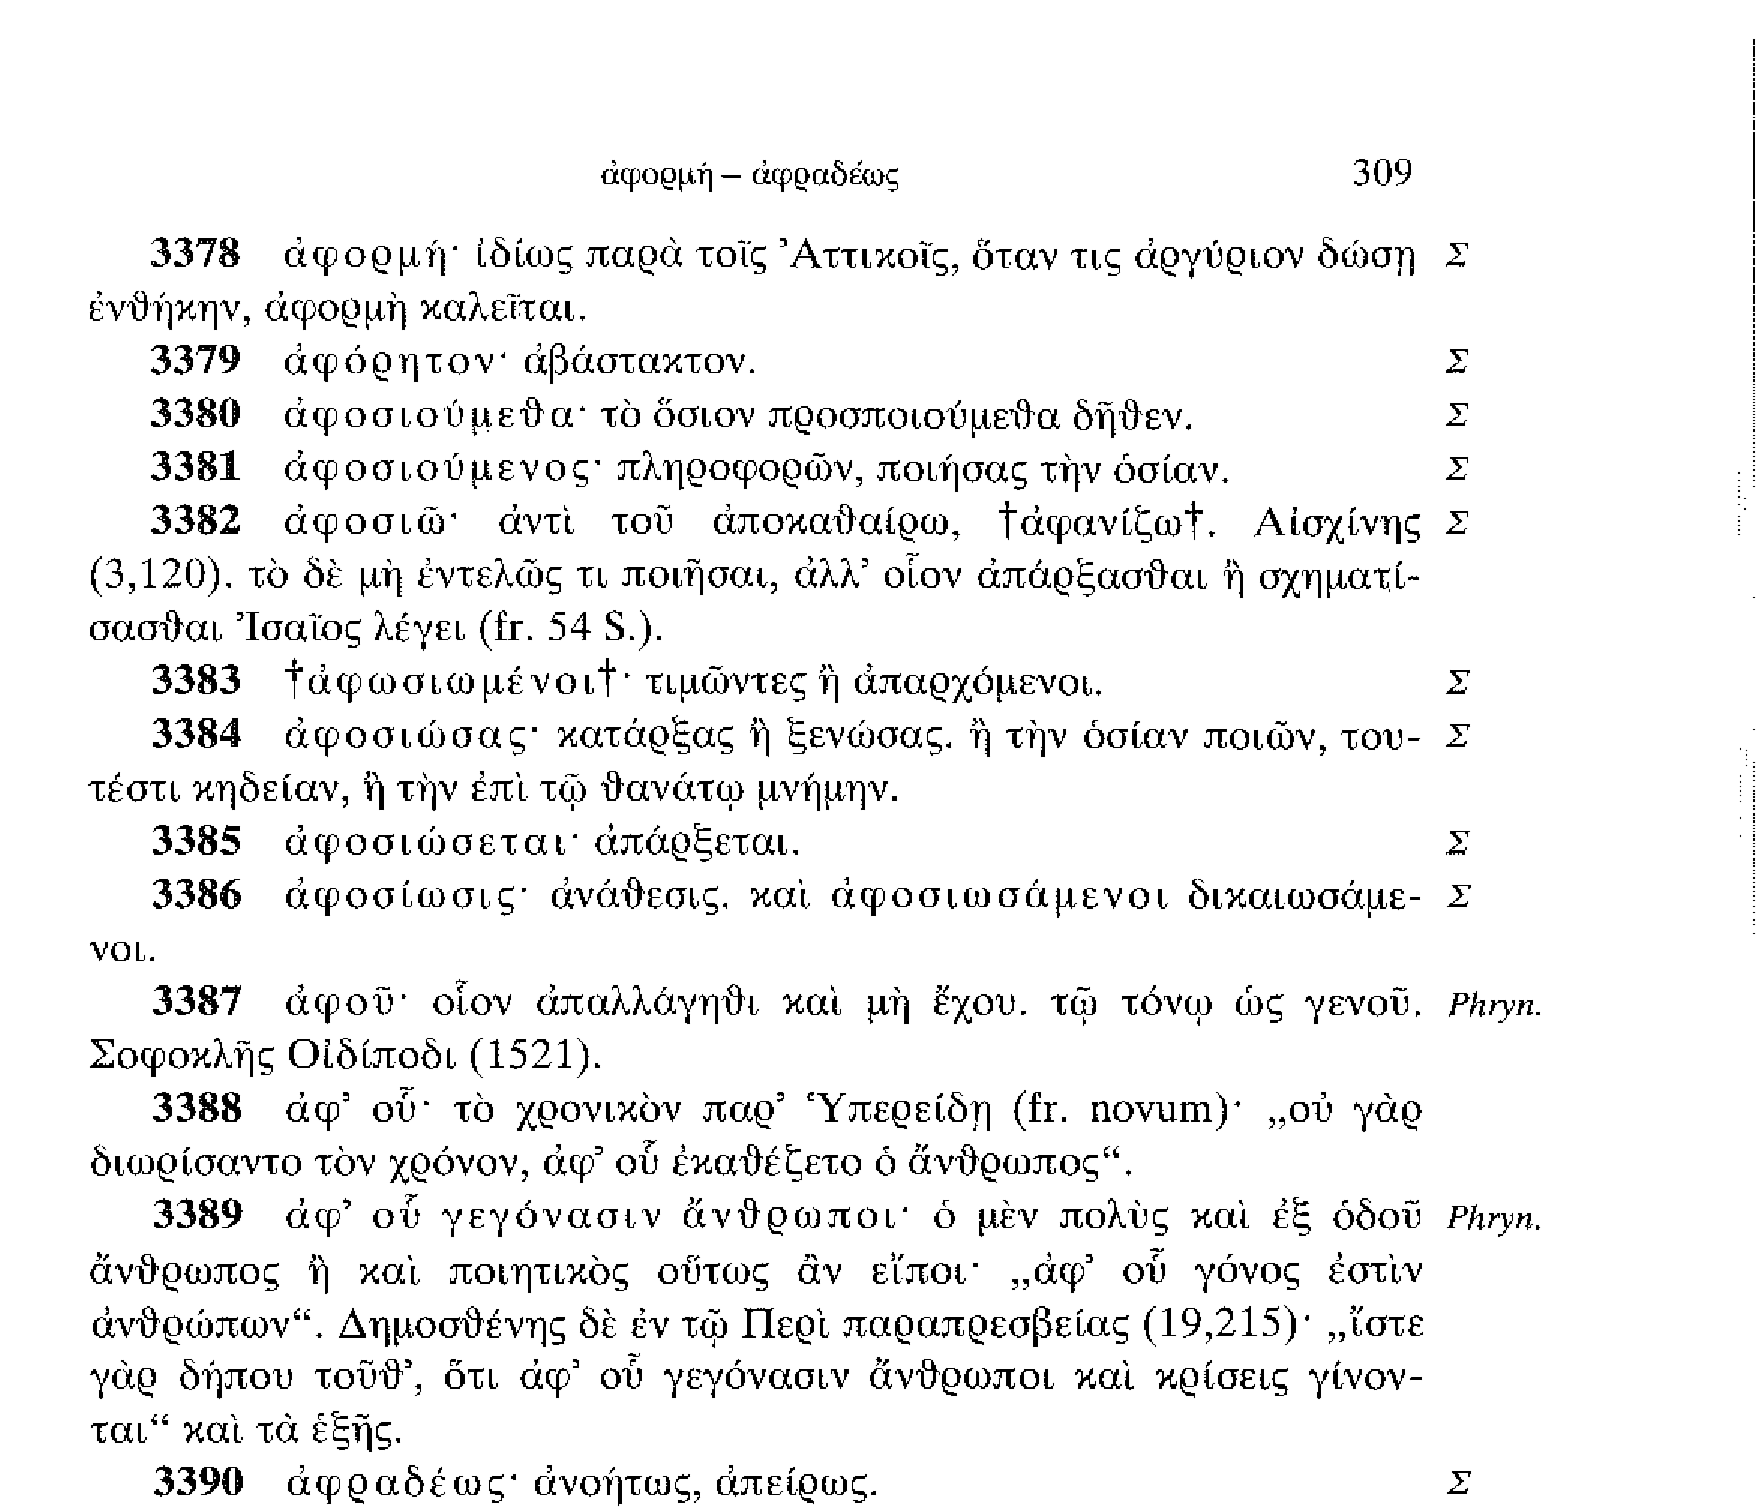 ἀφορμή – ἀφραδέως 309
3378 ἀφορμή· ἰδίως παρὰ τοῖς Ἀττικοῖς, ὅταν τις ἀργύριον δώσῃ Σ
ἐνθήκην, ἀφορμὴ καλεῖται.
3379 ἀφόρητον· ἀβάστακτον. Σ
3380 ἀφοσιούμεθα· τὸ ὅσιον προσποιούμεθα δῆθεν. Σ
3381 ἀφοσιούμενος· πληροφορῶν, ποιήσας τὴν ὁσίαν. Σ
3382 ἀφοσιῶ· ἀντὶ τοῦ ἀποκαθαίρω, †ἀφανίζω†. Αἰσχίνης Σ
(3,120). τὸ δὲ μὴ ἐντελῶς τι ποιῆσαι, ἀλλ’ οἷον ἀπάρξασθαι ἢ σχηματί-
σασθαι Ἰσαῖος λέγει (fr. 54 S.).
3383 †ἀφωσιωμένοι†· τιμῶντες ἢ ἀπαρχόμενοι. Σ
3384 ἀφοσιώσας· κατάρξας ἢ ξενώσας. ἢ τὴν ὁσίαν ποιῶν, του- Σ
τέστι κηδείαν, ἢ τὴν ἐπὶ τῷ θανάτῳ μνήμην.
3385 ἀφοσιώσεται· ἀπάρξεται. Σ
3386 ἀφοσίωσις· ἀνάθεσις. καὶ ἀφοσιωσάμενοι δικαιωσάμε- Σ
νοι.
3387 ἀφοῦ· οἷον ἀπαλλάγηθι καὶ μὴ ἔχου. τῷ τόνῳ ὡς γενοῦ. Phryn.
Σοφοκλῆς Οἰδίποδι (1521).
3388 ἀφ’ οὗ· τὸ χρονικὸν παρ’ Ὑπερείδῃ (fr. novum)· „οὐ γὰρ
διωρίσαντο τὸν χρόνον, ἀφ’ οὗ ἐκαθέζετο ὁ ἄνθρωπος“.
3389 ἀφ’ οὗ γεγόνασιν ἄνθρωποι· ὁ μὲν πολὺς καὶ ἐξ ὁδοῦ Phryn.
ἄνθρωπος ἢ καὶ ποιητικὸς οὕτως ἂν εἴποι· „ἀφ’ οὗ γόνος ἐστὶν
ἀνθρώπων“. Δημοσθένης δὲ ἐν τῷ Περὶ παραπρεσβείας (19,215)· „ἴστε
γὰρ δήπου τοῦθ’, ὅτι ἀφ’ οὗ γεγόνασιν ἄνθρωποι καὶ κρίσεις γίνον-
ται“ καὶ τὰ ἑξῆς.
3390 ἀφραδέως· ἀνοήτως, ἀπείρως. Σ